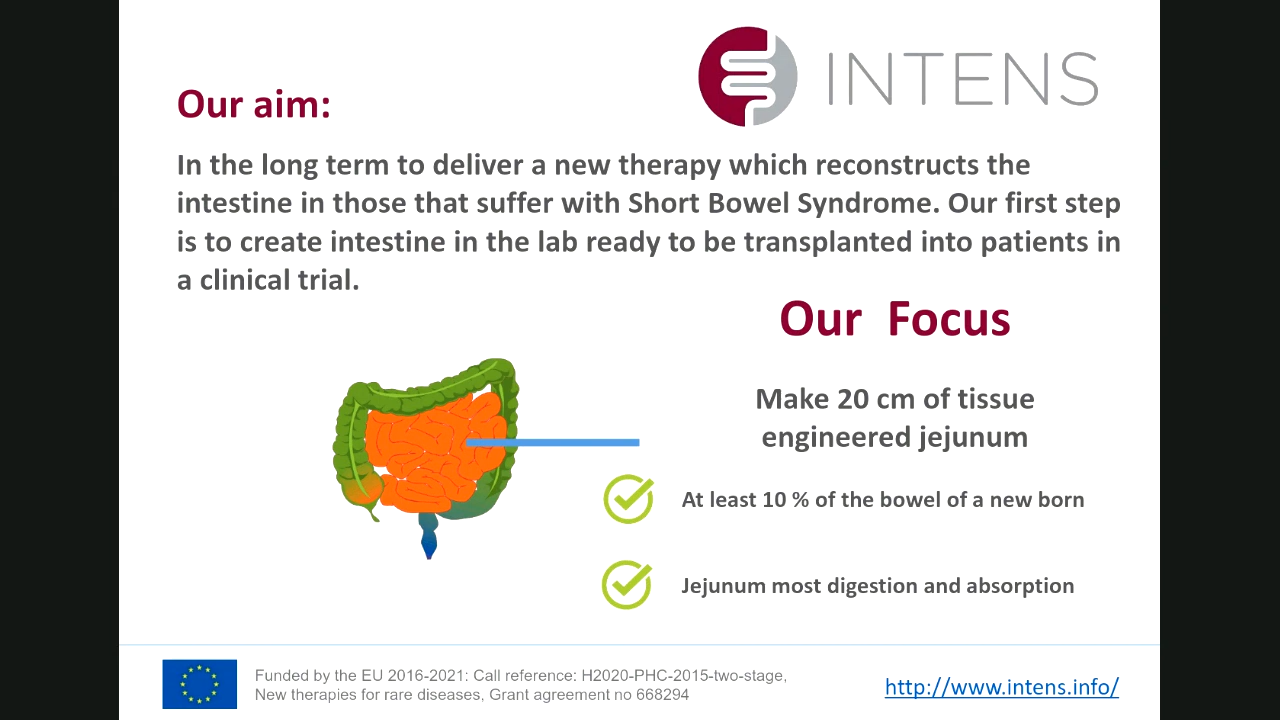 INTENS
Our aim:
In the long term to deliver a new therapy which reconstructs the
intestine in those that suffer with Short Bowel Syndrome. Our first step
is to create intestine in the lab ready to be transplanted into patients in
a clinical trial.
Our Focus
Make 20 cm of tissue
engineered jejunum
At least 10 % of the bowel of a new born
Jejunum most digestion and absorption
Funded by the EU 2016-2021: Call reference: H2020-PHC-2015-two-stage,
New therapies for rare diseases, Grant agreement no 668294
http://www.intens.info/